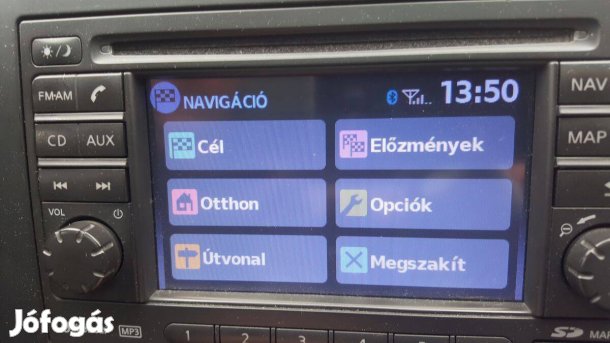 NAVIGÁCIÓ 13:50
FM·AM
NAV
CD AUX
MAP
Cél
Előzmények
Otthon
Opciók
Útvonal
Megszakít
VOL
Jófogás
MP3
1 2 3
SD MAP